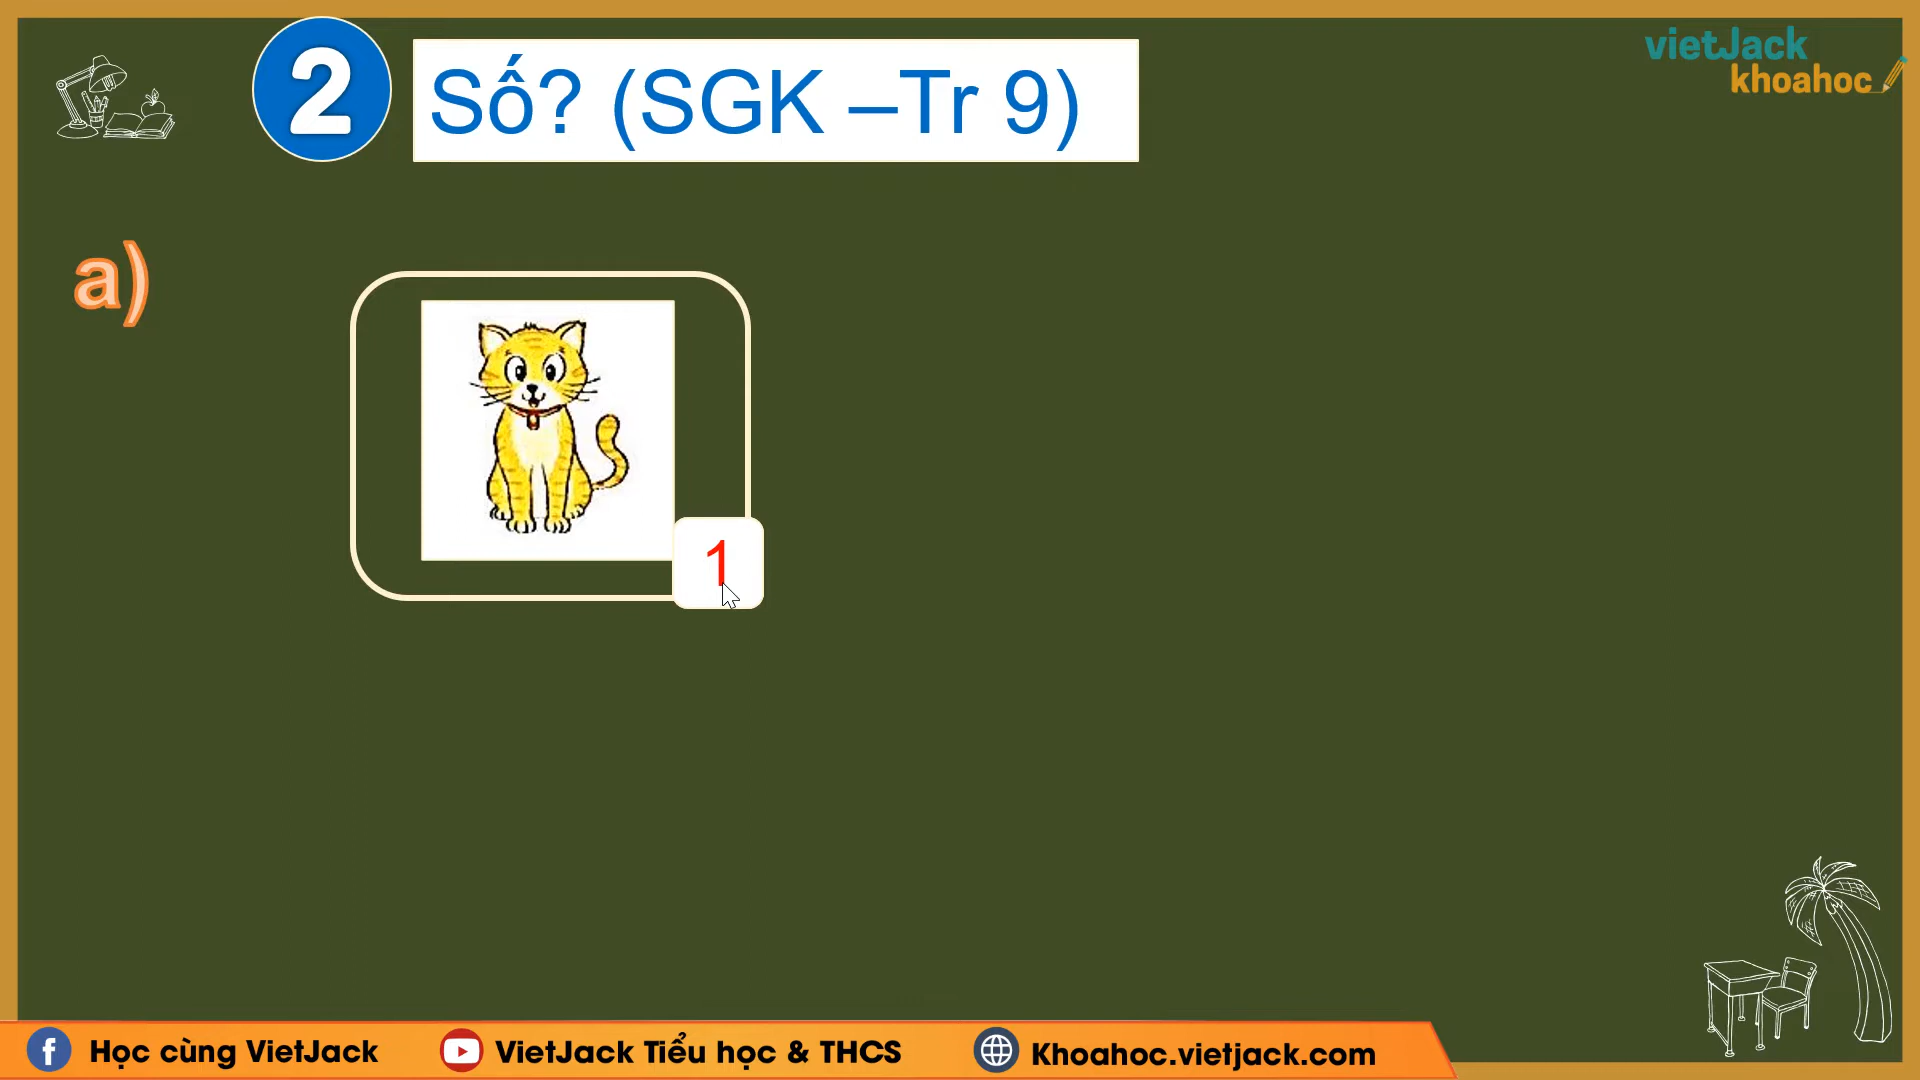 vietJack
khoahoc
2 Số? (SGK –Tr 9)
a)
1
Học cùng VietJack
VietJack Tiểu học & THCS
Khoahoc.vietjack.com